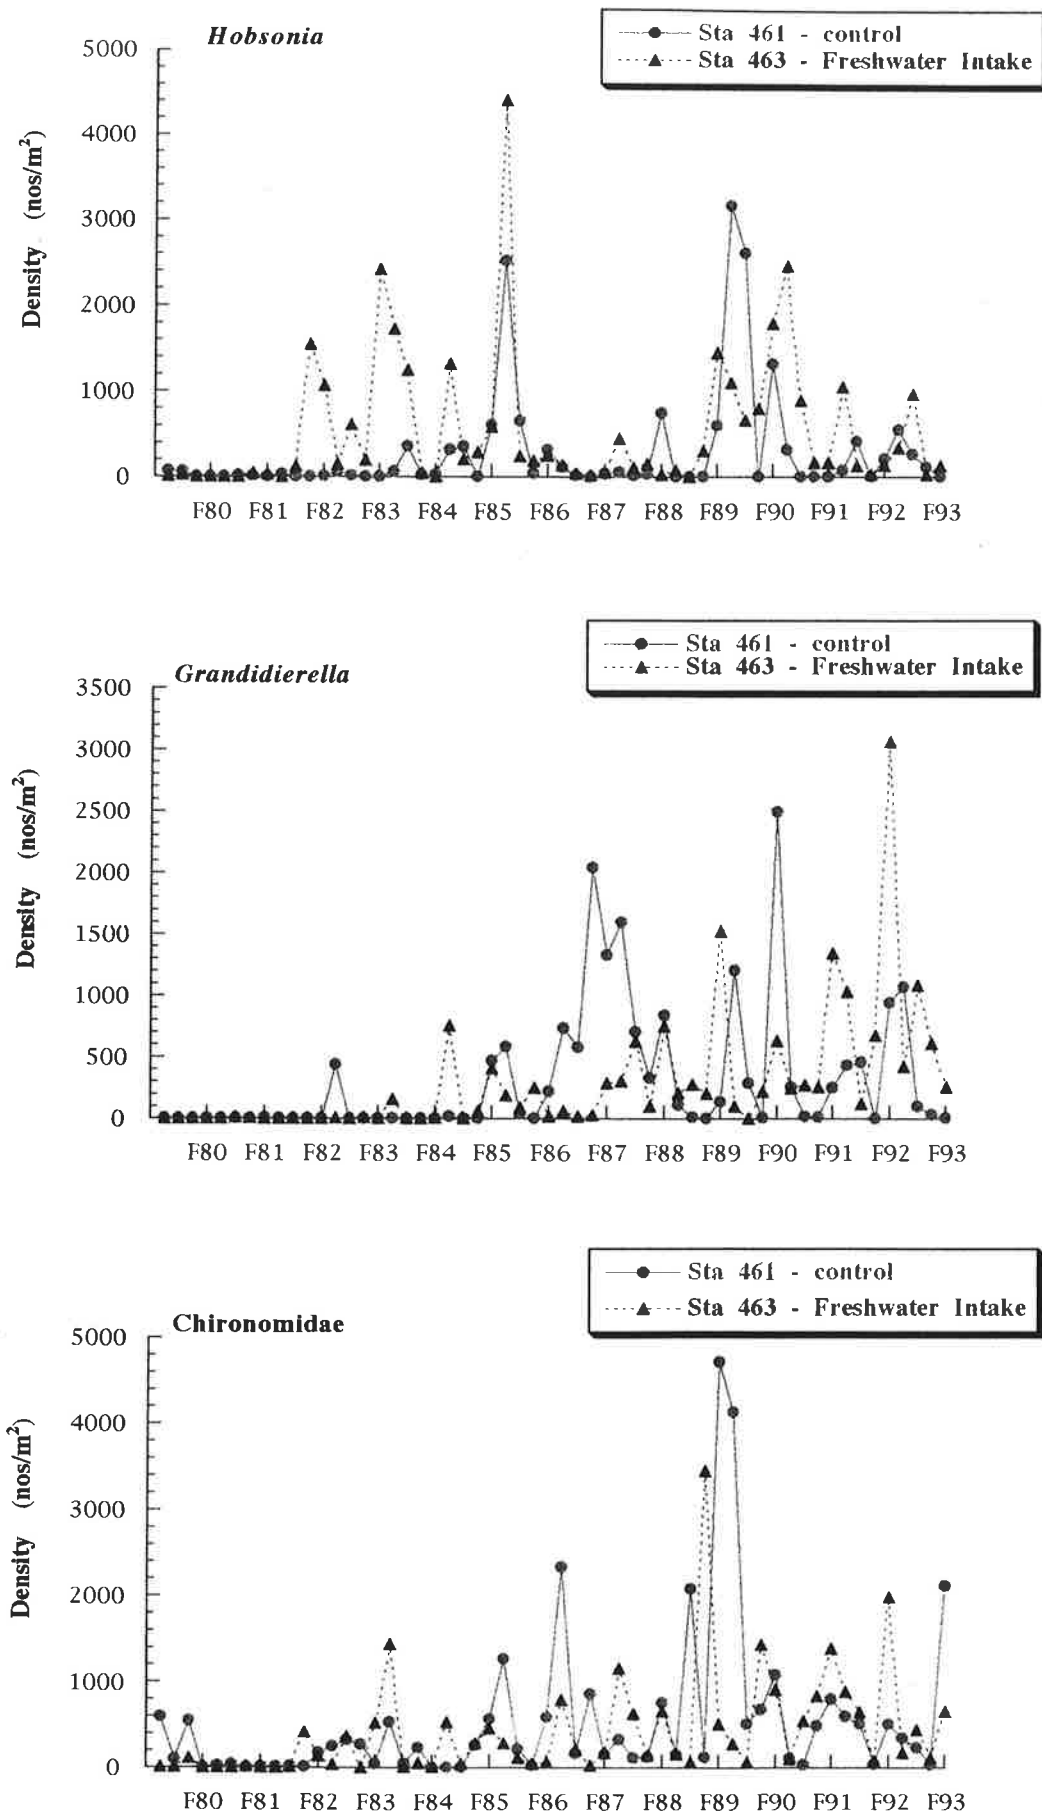 Hobsonia
Sta 461 - control
Sta 463 - Freshwater Intake
5000
4000
3000
2000
1000
0
Density (nos/m²)
F80 F81 F82 F83 F84 F85 F86 F87 F88 F89 F90 F91 F92 F93
Grandidierella
Sta 461 - control
Sta 463 - Freshwater Intake
3500
3000
2500
2000
1500
1000
500
0
Density (nos/m²)
F80 F81 F82 F83 F84 F85 F86 F87 F88 F89 F90 F91 F92 F93
Chironomidae
Sta 461 - control
Sta 463 - Freshwater Intake
5000
4000
3000
2000
1000
0
Density (nos/m²)
F80 F81 F82 F83 F84 F85 F86 F87 F88 F89 F90 F91 F92 F93